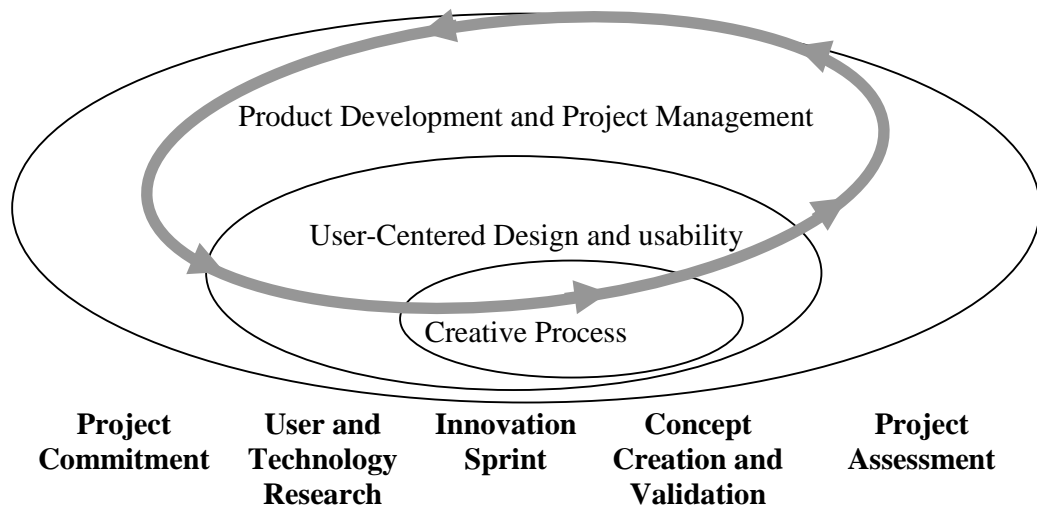 Product Development and Project Management
User-Centered Design and usability
Creative Process
Project
Commitment
User and
Technology
Research
Innovation
Sprint
Concept
Creation and
Validation
Project
Assessment